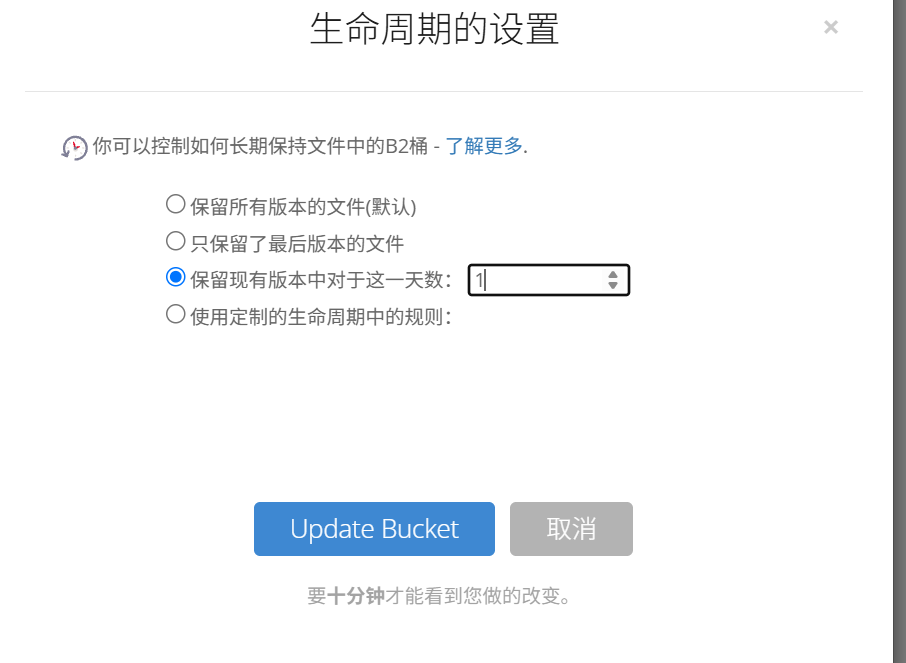 生命周期的设置
×
你可以控制如何长期保持文件中的B2桶 - 了解更多.
保留所有版本的文件(默认)
只保留了最后版本的文件
保留现有版本中对于这一天数： 1
使用定制的生命周期中的规则：
Update Bucket 取消
要十分钟才能看到您做的改变。